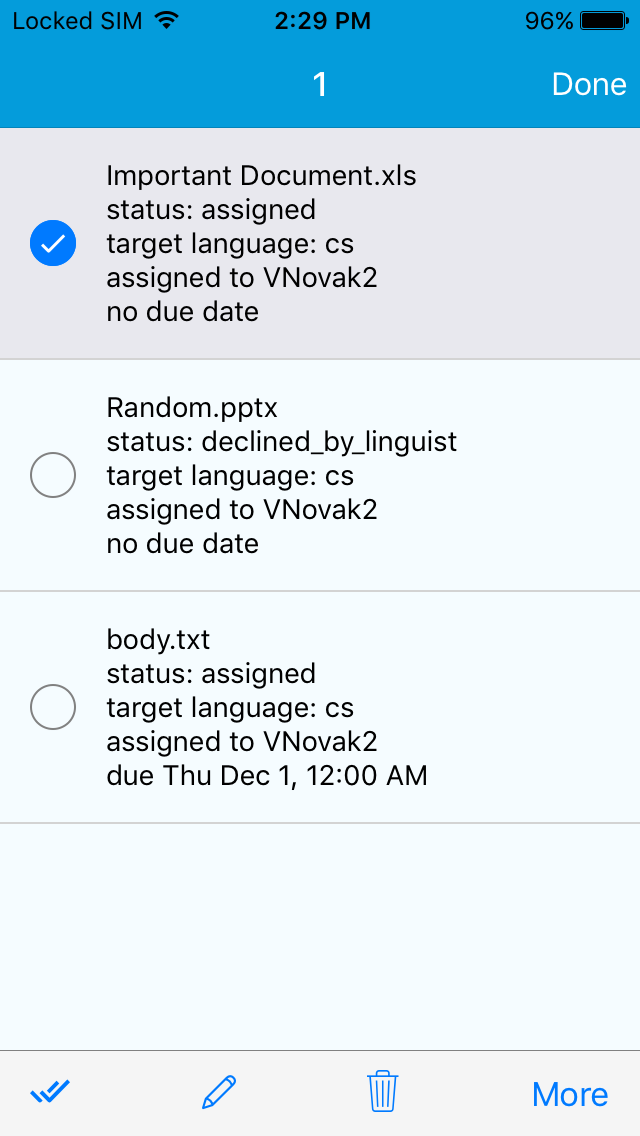 Locked SIM 2:29 PM 96%
1 Done
Important Document.xls
status: assigned
target language: cs
assigned to VNovak2
no due date
Random.pptx
status: declined_by_linguist
target language: cs
assigned to VNovak2
no due date
body.txt
status: assigned
target language: cs
assigned to VNovak2
due Thu Dec 1, 12:00 AM
More